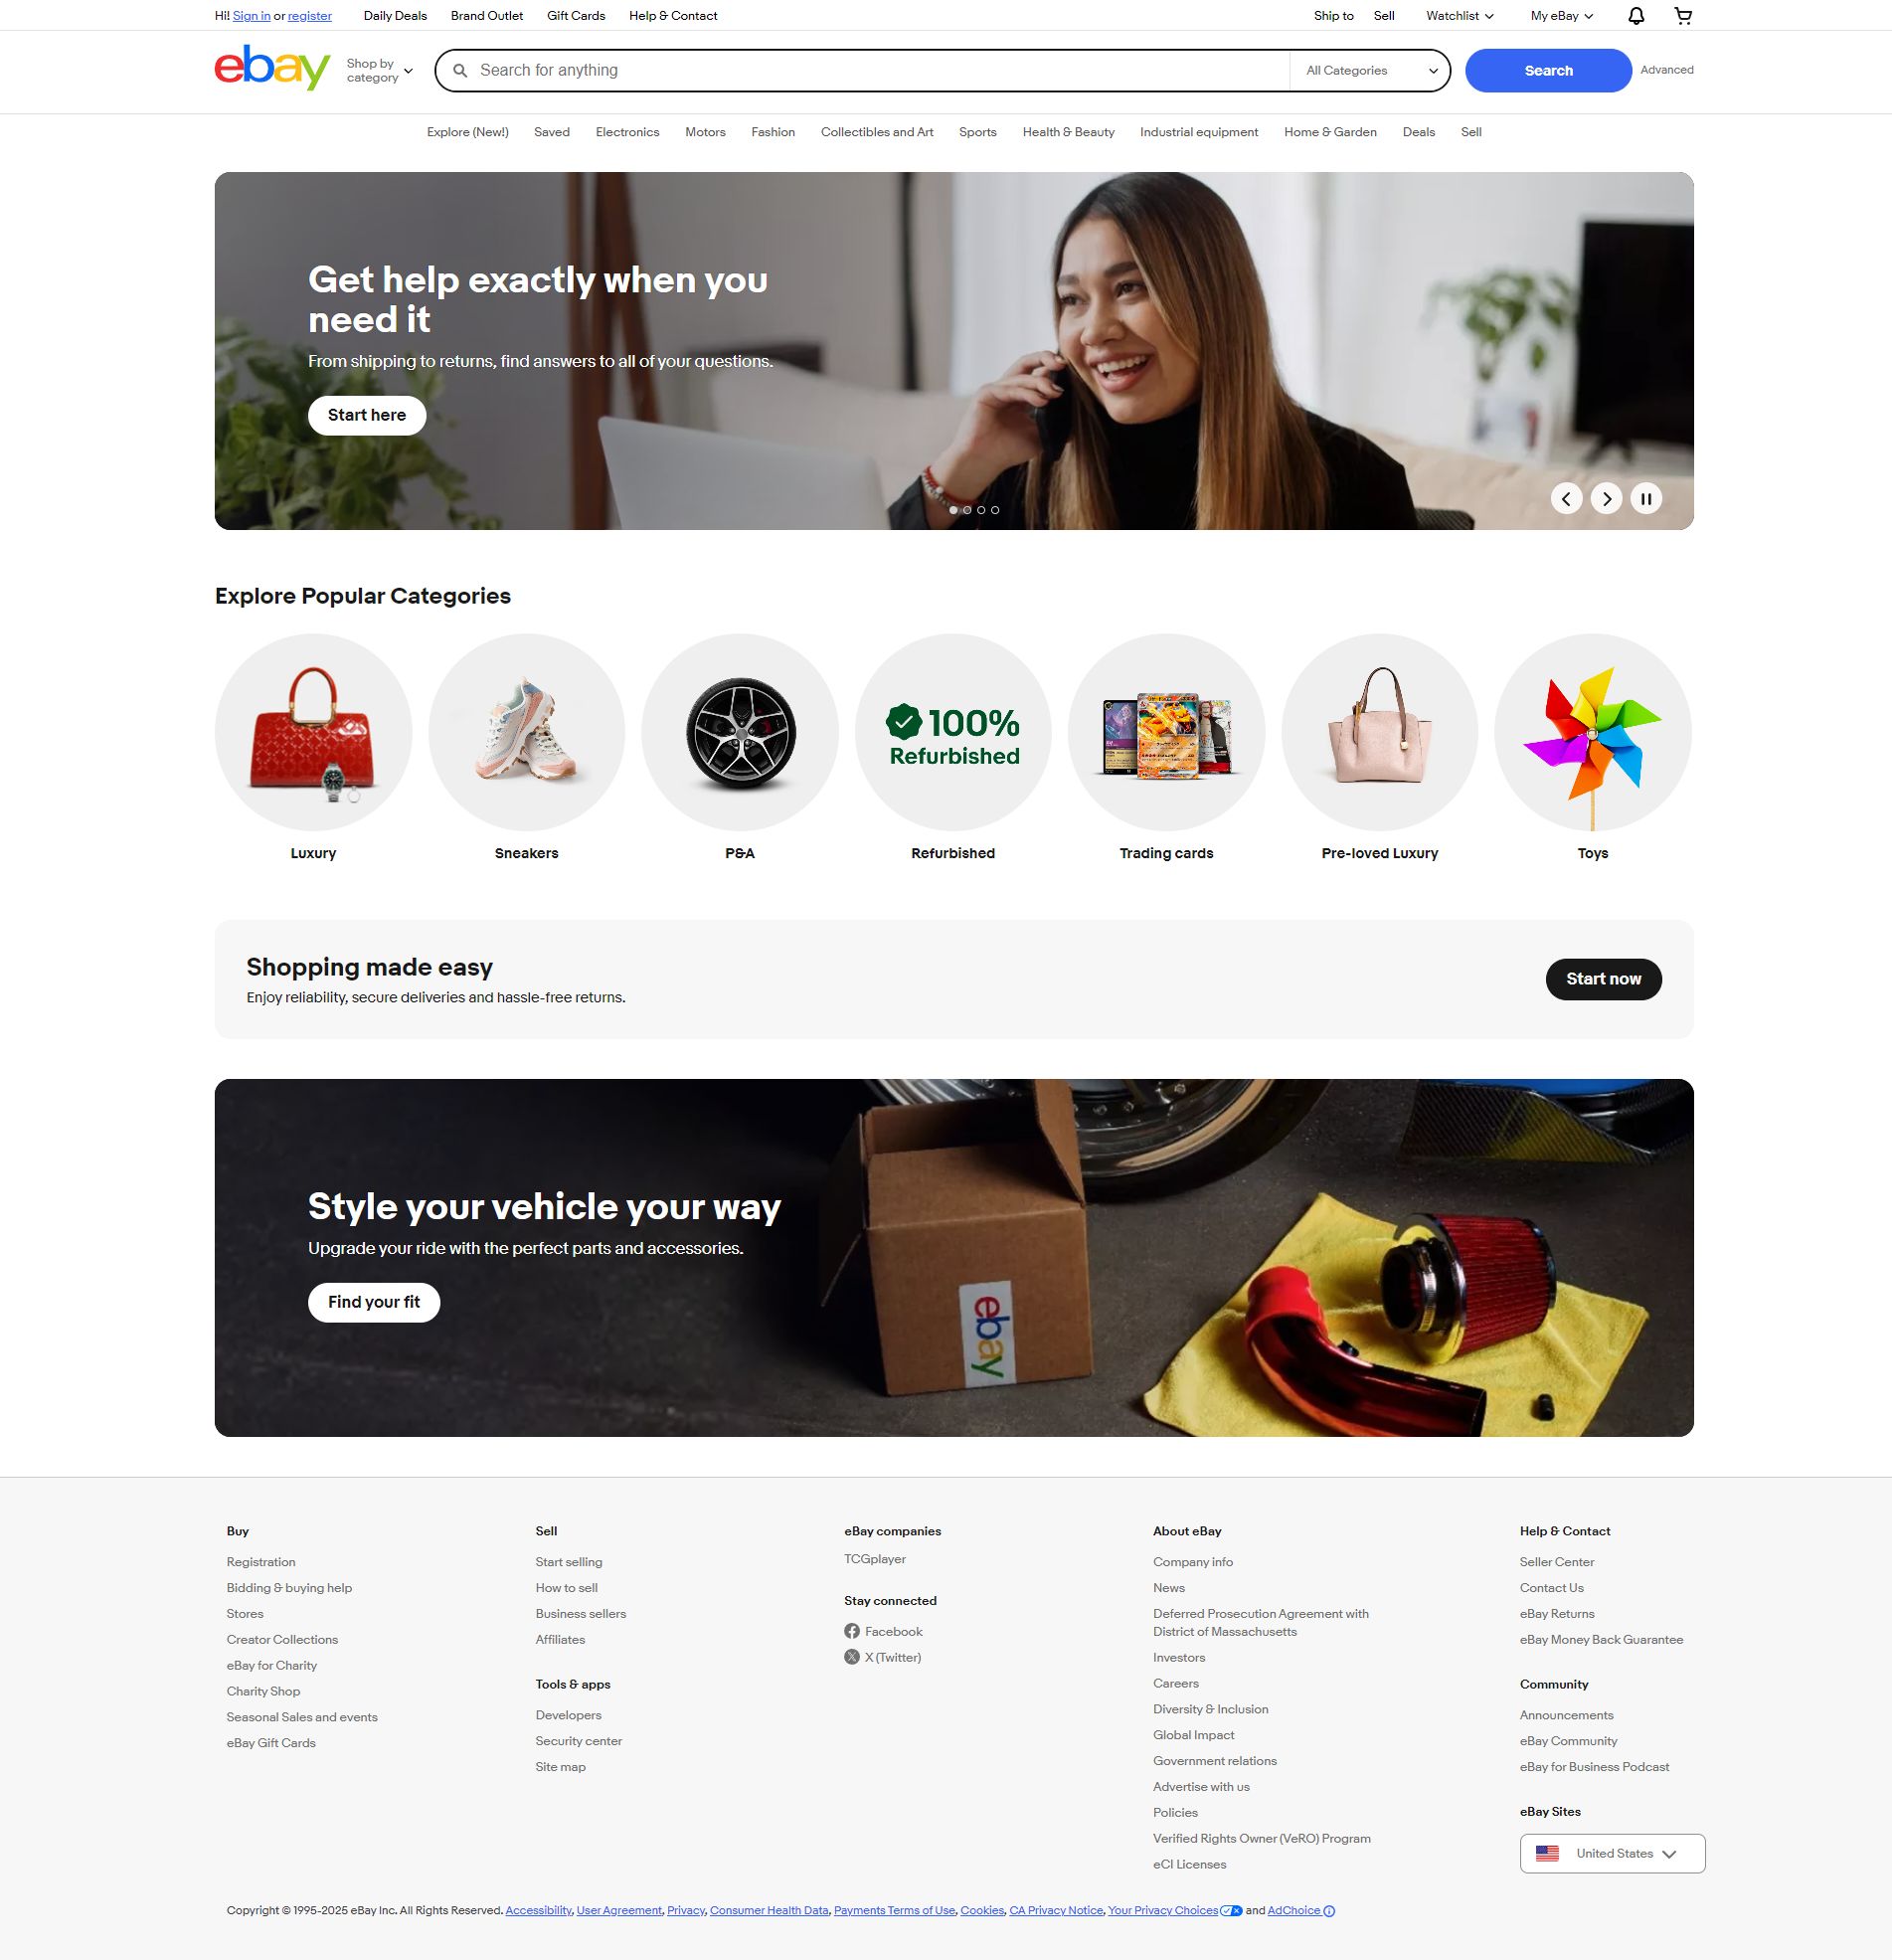 Hi! Sign in or register Daily Deals Brand Outlet Gift Cards Help & Contact Ship to Sell Watchlist My eBay
ebay Shop by category Search for anything All Categories Search Advanced
Explore (New!) Saved Electronics Motors Fashion Collectibles and Art Sports Health & Beauty Industrial equipment Home & Garden Deals Sell
Get help exactly when you
need it
From shipping to returns, find answers to all of your questions.
Start here
Explore Popular Categories
100%
Refurbished
Luxury Sneakers P&A Refurbished Trading cards Pre-loved Luxury Toys
Shopping made easy
Enjoy reliability, secure deliveries and hassle-free returns.
Start now
Style your vehicle your way
Upgrade your ride with the perfect parts and accessories.
Find your fit
ebay
Buy
Registration
Bidding & buying help
Stores
Creator Collections
eBay for Charity
Charity Shop
Seasonal Sales and events
eBay Gift Cards
Sell
Start selling
How to sell
Business sellers
Affiliates
Tools & apps
Developers
Security center
Site map
eBay companies
TCGplayer
Stay connected
Facebook
X (Twitter)
About eBay
Company info
News
Deferred Prosecution Agreement with
District of Massachusetts
Investors
Careers
Diversity & Inclusion
Global Impact
Government relations
Advertise with us
Policies
Verified Rights Owner (VeRO) Program
eCI Licenses
Help & Contact
Seller Center
Contact Us
eBay Returns
eBay Money Back Guarantee
Community
Announcements
eBay Community
eBay for Business Podcast
eBay Sites
United States
Copyright © 1995-2025 eBay Inc. All Rights Reserved. Accessibility, User Agreement, Privacy, Consumer Health Data, Payments Terms of Use, Cookies, CA Privacy Notice, Your Privacy Choices and AdChoice